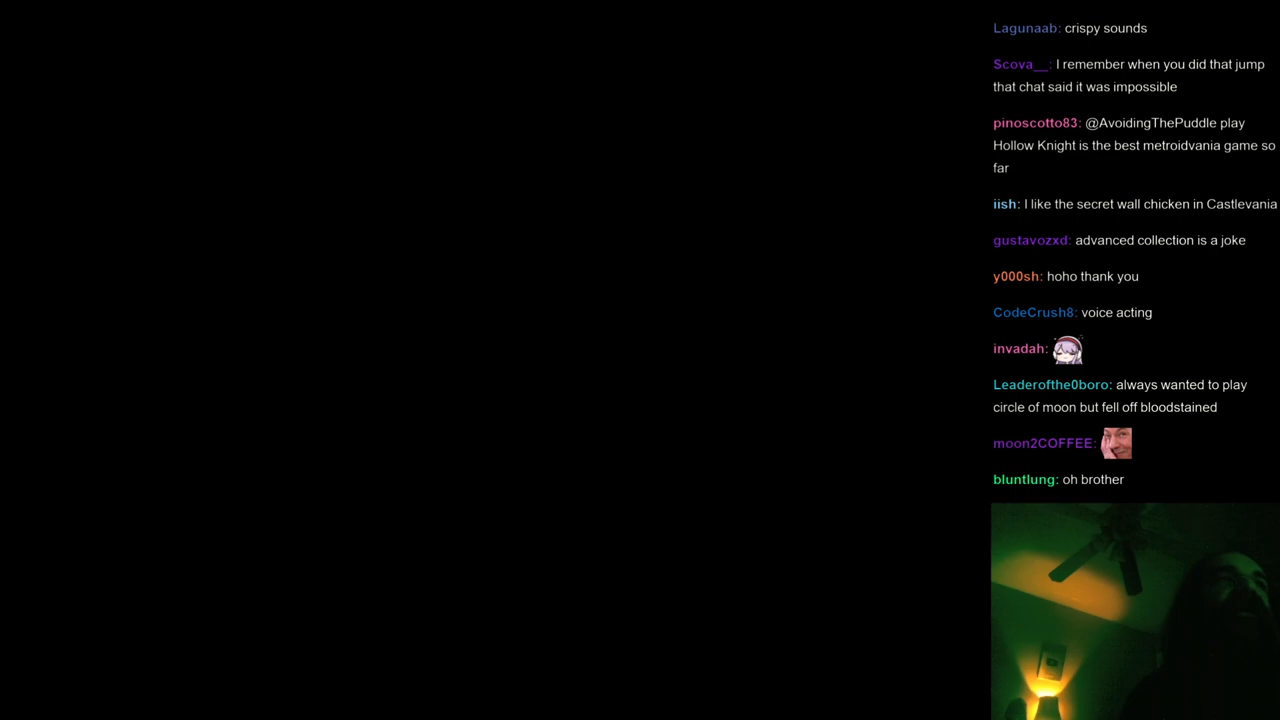 Lagunaab: crispy sounds
Scova__: I remember when you did that jump
that chat said it was impossible
pinoscotto83: @AvoidingThePuddle play
Hollow Knight is the best metroidvania game so
far
iish: I like the secret wall chicken in Castlevania
gustavozxd: advanced collection is a joke
y000sh: hoho thank you
CodeCrush8: voice acting
invadah:
Leaderofthe0boro: always wanted to play
circle of moon but fell off bloodstained
moon2COFFEE:
bluntlung: oh brother